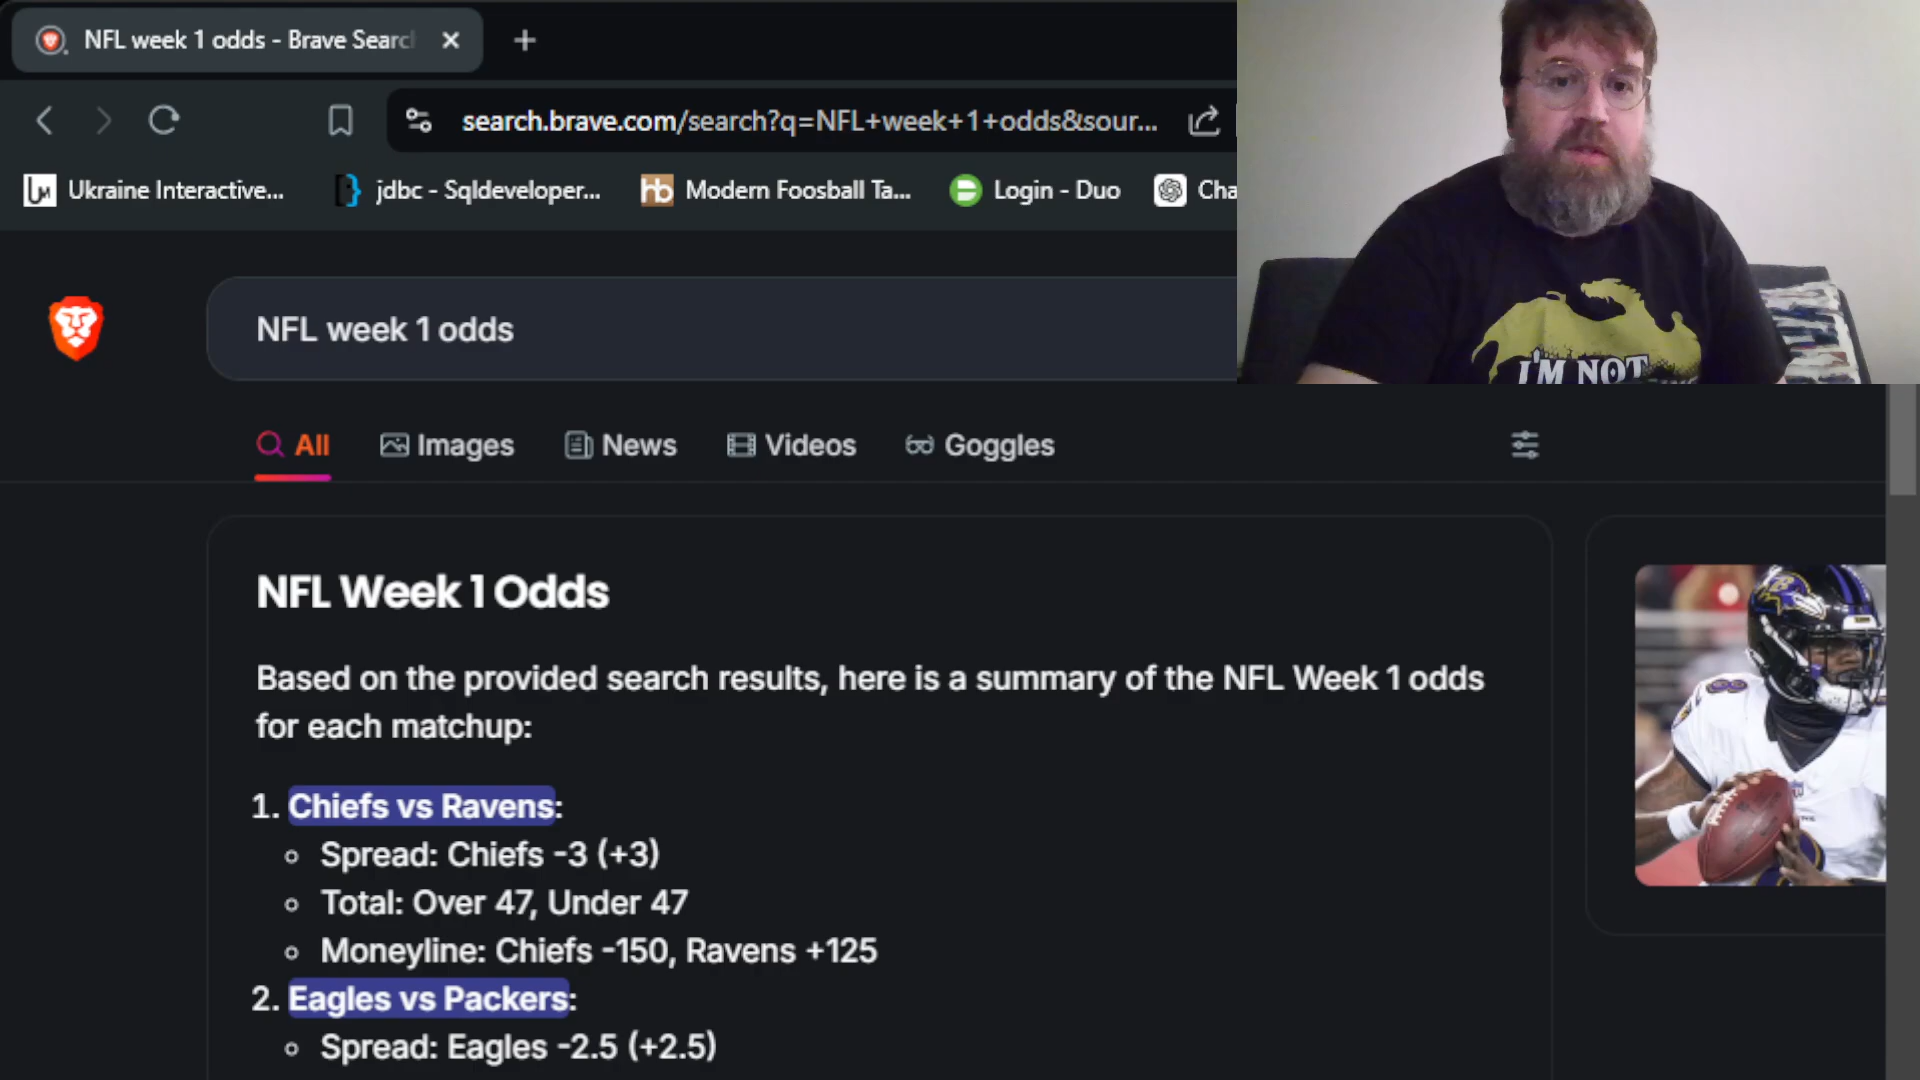 NFL week 1 odds - Brave Searc
search.brave.com/search?q=NFL+week+1+odds&sour...
Ukraine Interactive...
jdbc - Sqldeveloper...
hb
Modern Foosball Ta...
Login - Duo
Cha
NFL week 1 odds
I'M NOT
All
Images
News
Videos
Goggles
NFL Week 1 Odds
Based on the provided search results, here is a summary of the NFL Week 1 odds
for each matchup:
1. Chiefs vs Ravens:
Spread: Chiefs -3 (+3)
Total: Over 47, Under 47
Moneyline: Chiefs -150, Ravens +125
2. Eagles vs Packers:
Spread: Eagles -2.5 (+2.5)
8